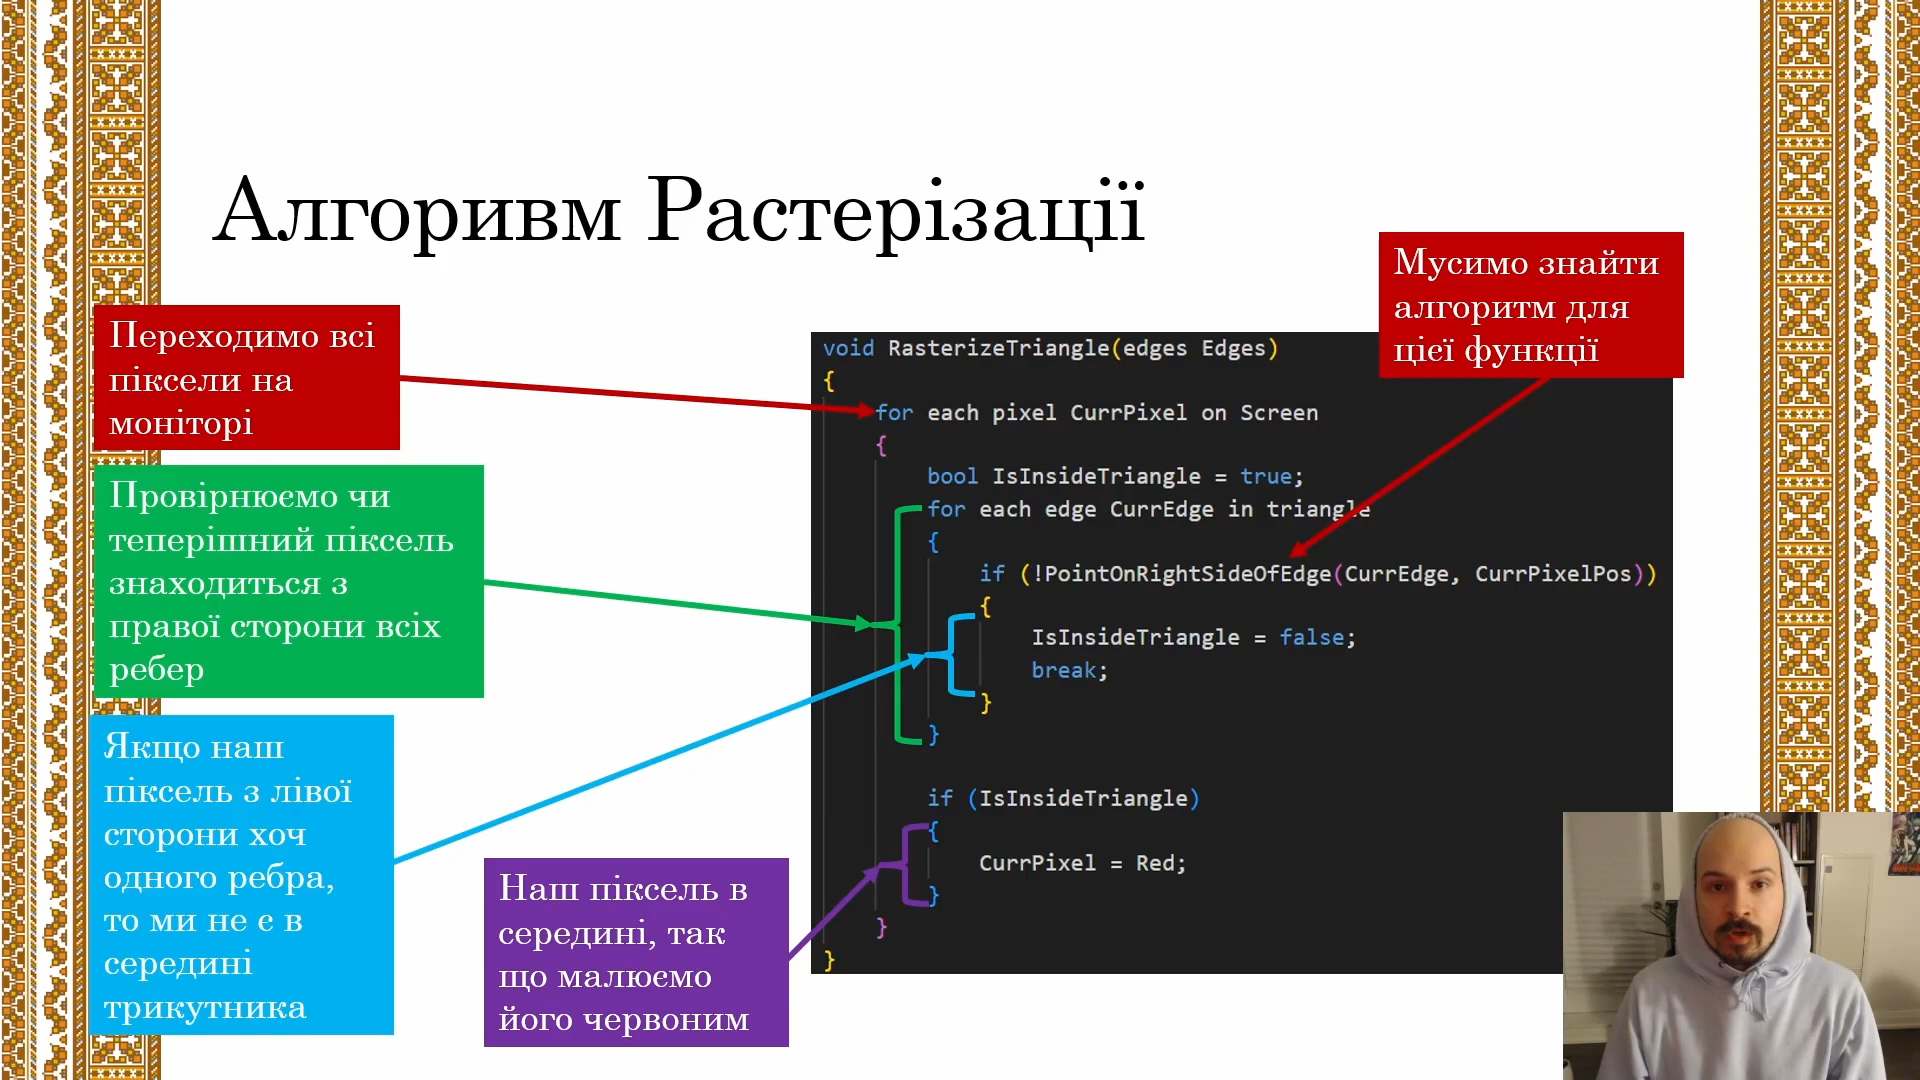 Алгоривм Растерізації
Мусимо знайти
алгоритм для
цієї функції
Переходимо всі
піксели на
моніторі
Провірнюємо чи
теперішний піксель
знаходиться з
правої сторони всіх
ребер
Якщо наш
піксель з лівої
сторони хоч
одного ребра,
то ми не є в
середині
трикутника
Наш піксель в
середині, так
що малюємо
його червоним
void RasterizeTriangle(edges Edges)
{
for each pixel CurrPixel on Screen
{
bool IsInsideTriangle = true;
for each edge CurrEdge in triangle
{
if (!PointOnRightSideOfEdge(CurrEdge, CurrPixelPos))
{
IsInsideTriangle = false;
break;
}
}
if (IsInsideTriangle)
{
CurrPixel = Red;
}
}
}